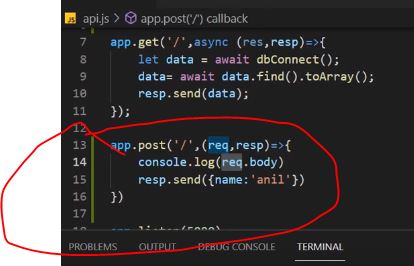 api.js > app.post('/') callback
7 app.get('/',async (res,resp)=>{
8 let data = await dbConnect();
9 data= await data.find().toArray();
10 resp.send(data);
11 });
12
13 app.post('/',(req,resp)=>{
14 console.log(req.body)
15 resp.send({name:'anil'})
16 })
17
PROBLEMS OUTPUT DEBUG CONSOLE TERMINAL